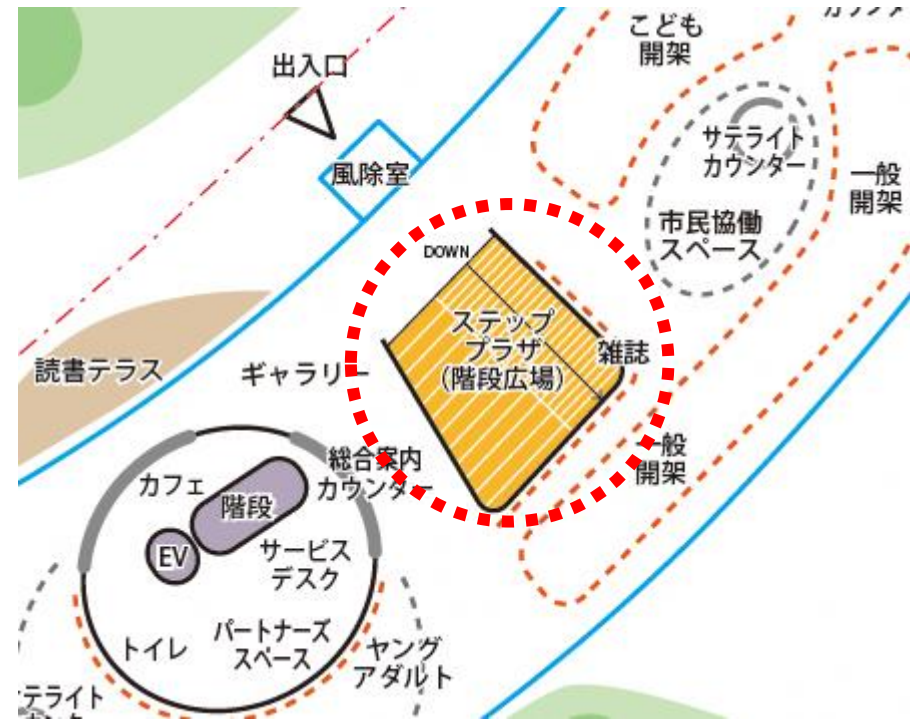 こども
開架
出入口
サテライト
カウンター
風除室
一般
開架
市民協働
スペース
DOWN
ステップ
プラザ
(階段広場)
雑誌
読書テラス
ギャラリー
一般
開架
総合案内
カウンター
カフェ
階段
EV
サービス
デスク
トイレ
パートナーズ
スペース
ヤング
アダルト
テライト